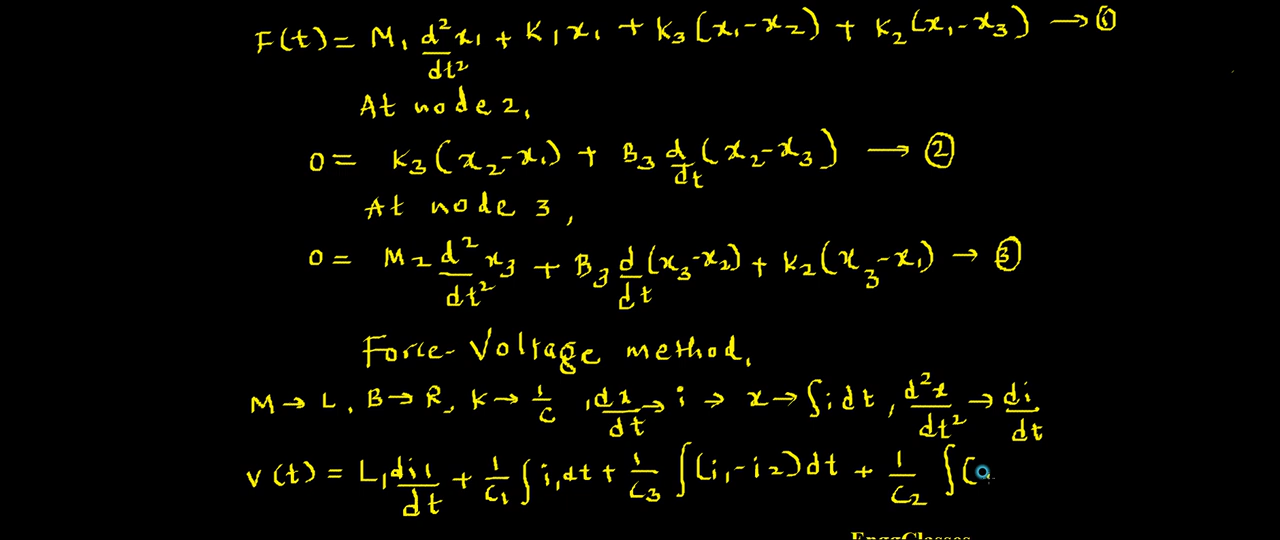 F(t) = M₁ d²x₁/dt² + K₁x₁ + K₃(x₁-x₂) + K₂(x₁-x₃) → ①
At node 2,
0 = K₃(x₂-x₁) + B₃ d/dt (x₂-x₃) → ②
At node 3,
0 = M₂ d²x₃/dt² + B₃ d/dt (x₃-x₂) + K₂(x₃-x₁) → ③
Force-Voltage method.
M → L, B → R, K → 1/C, dx/dt → i ⇒ x → ∫i dt, d²x/dt² → di/dt
v(t) = L₁ di₁/dt + 1/C₁ ∫i₁dt + 1/C₃ ∫(i₁-i₂)dt + 1/C₂ ∫(
EnggClasses